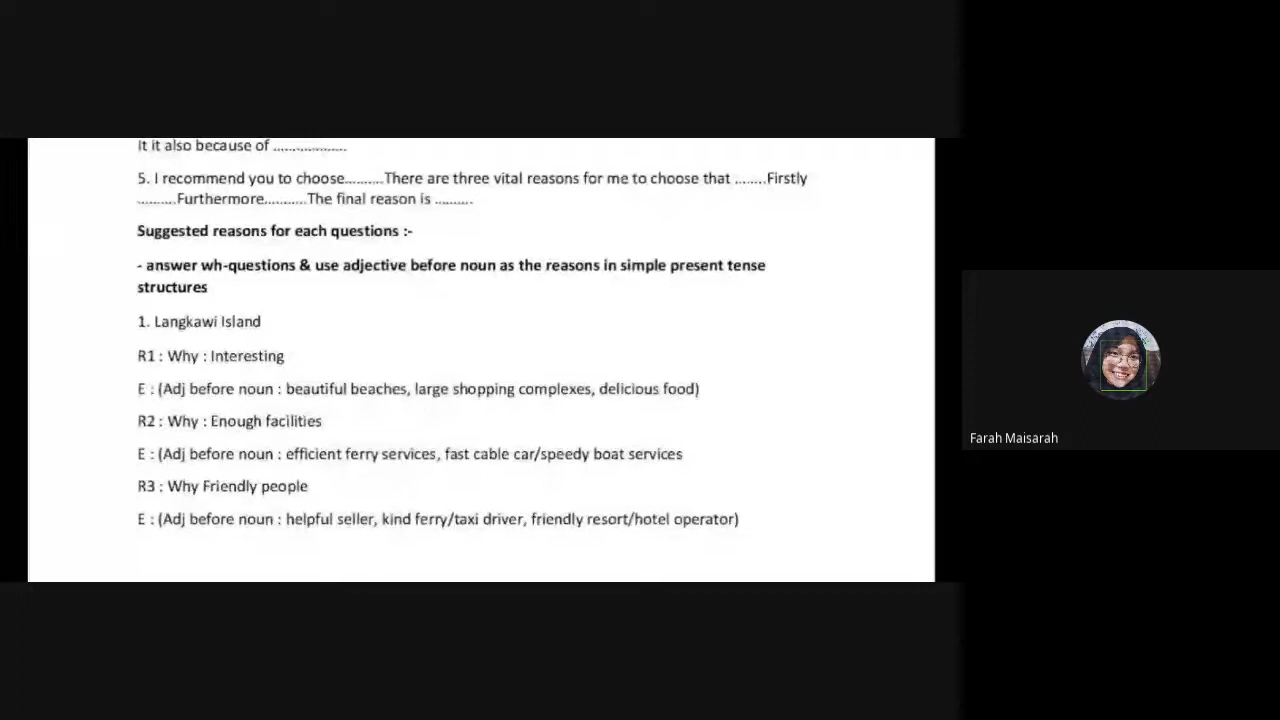 It it also because of ...................
5. I recommend you to choose..........There are three vital reasons for me to choose that ........Firstly
..........Furthermore...........The final reason is ..........
Suggested reasons for each questions :-
- answer wh-questions & use adjective before noun as the reasons in simple present tense
structures
1. Langkawi Island
R1 : Why : Interesting
E : (Adj before noun : beautiful beaches, large shopping complexes, delicious food)
R2 : Why : Enough facilities
E : (Adj before noun : efficient ferry services, fast cable car/speedy boat services
R3 : Why Friendly people
E : (Adj before noun : helpful seller, kind ferry/taxi driver, friendly resort/hotel operator)
Farah Maisarah